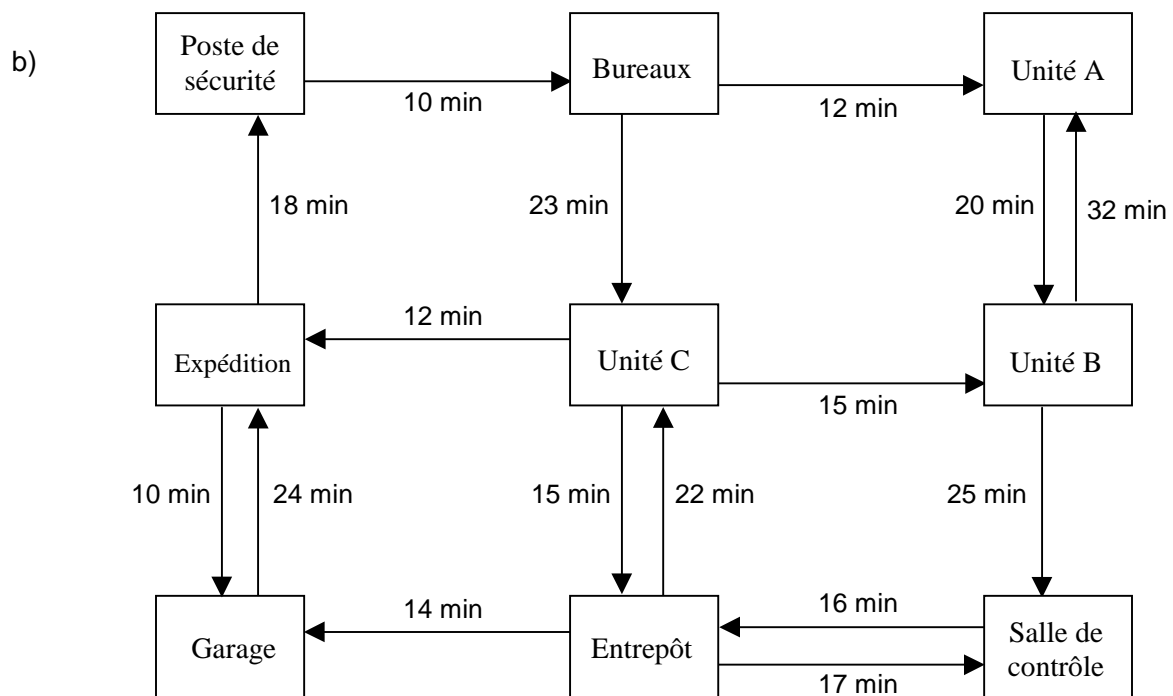 b)
Poste de
sécurité
10 min
Bureaux
12 min
Unité A
18 min
23 min
20 min
32 min
Expédition
12 min
Unité C
15 min
Unité B
10 min
24 min
15 min
22 min
25 min
Garage
14 min
Entrepôt
16 min
17 min
Salle de
contrôle